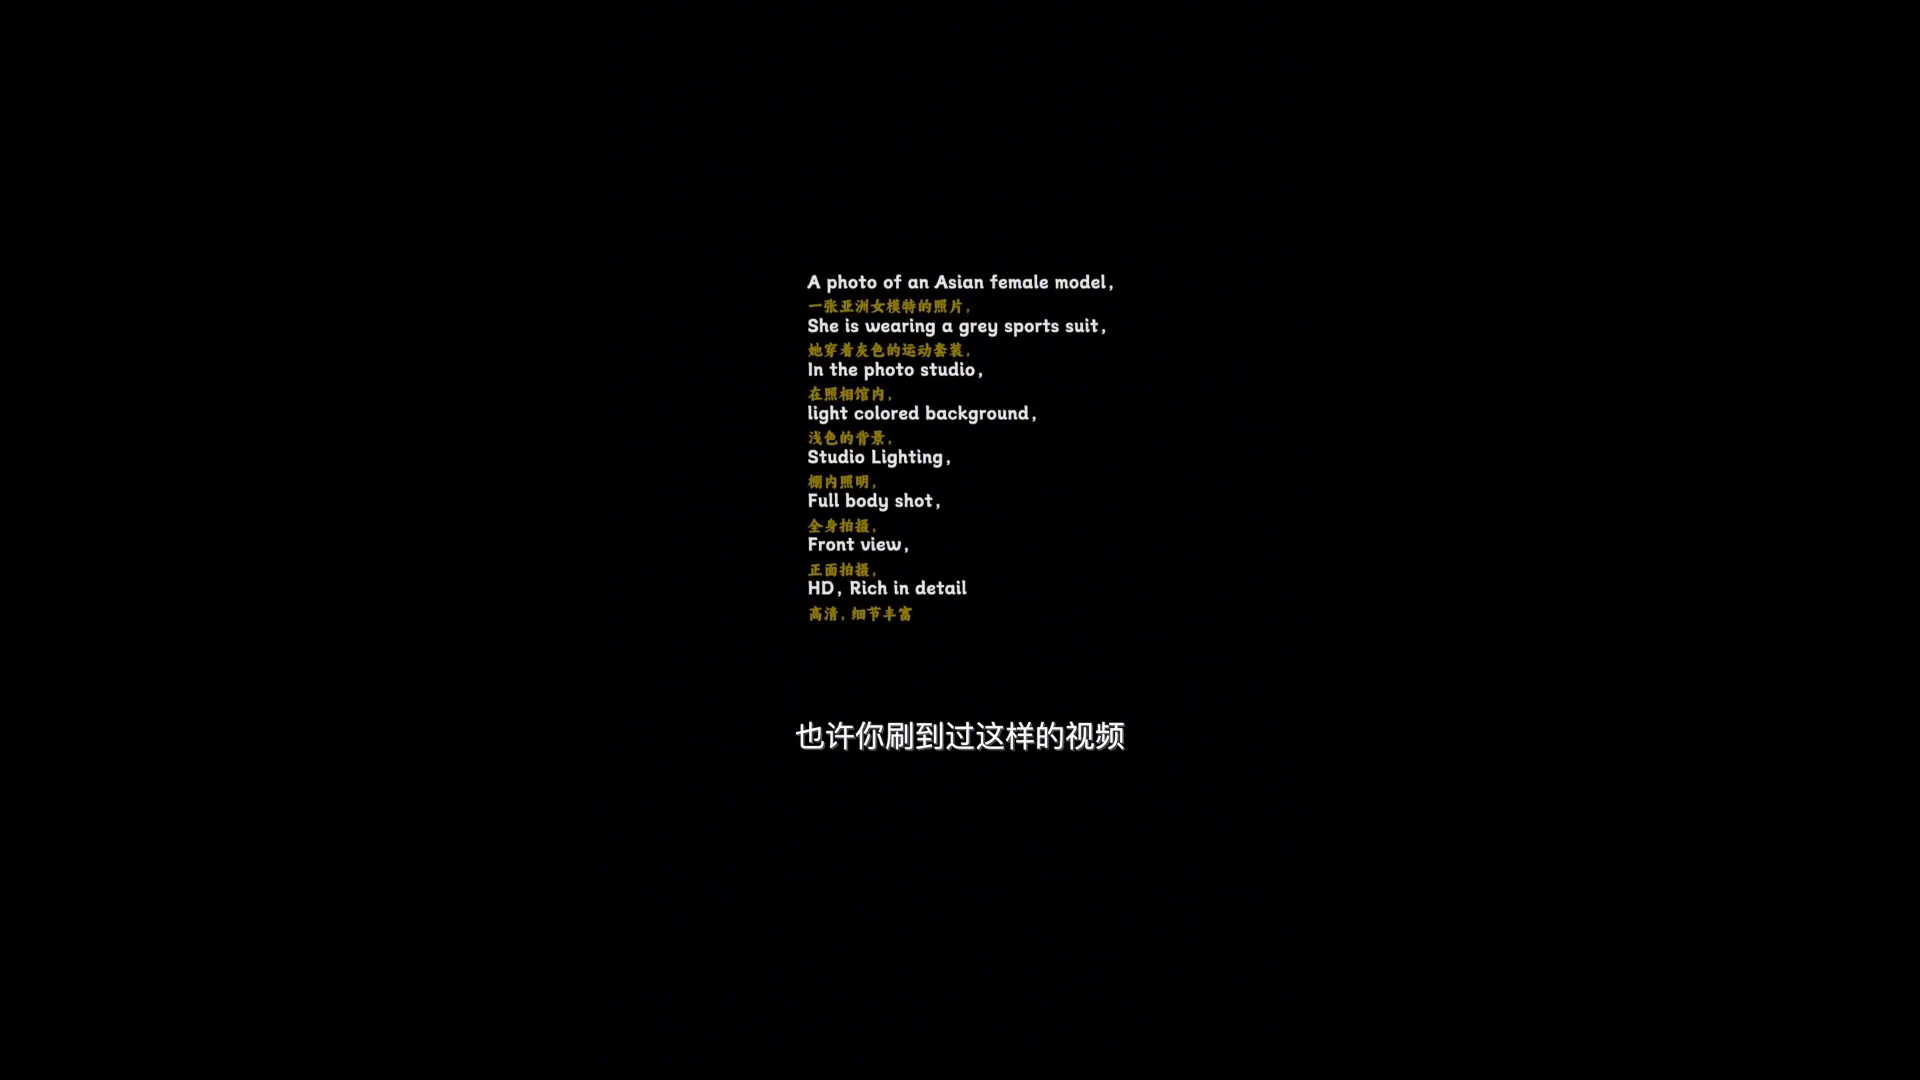 A photo of an Asian female model,
一张亚洲女模特的照片,
She is wearing a grey sports suit,
她穿着灰色的运动套装,
In the photo studio,
在照相馆内,
light colored background,
浅色的背景,
Studio Lighting,
棚内照明,
Full body shot,
全身拍摄,
Front view,
正面拍摄,
HD, Rich in detail
高清, 细节丰富
也许你刷到过这样的视频